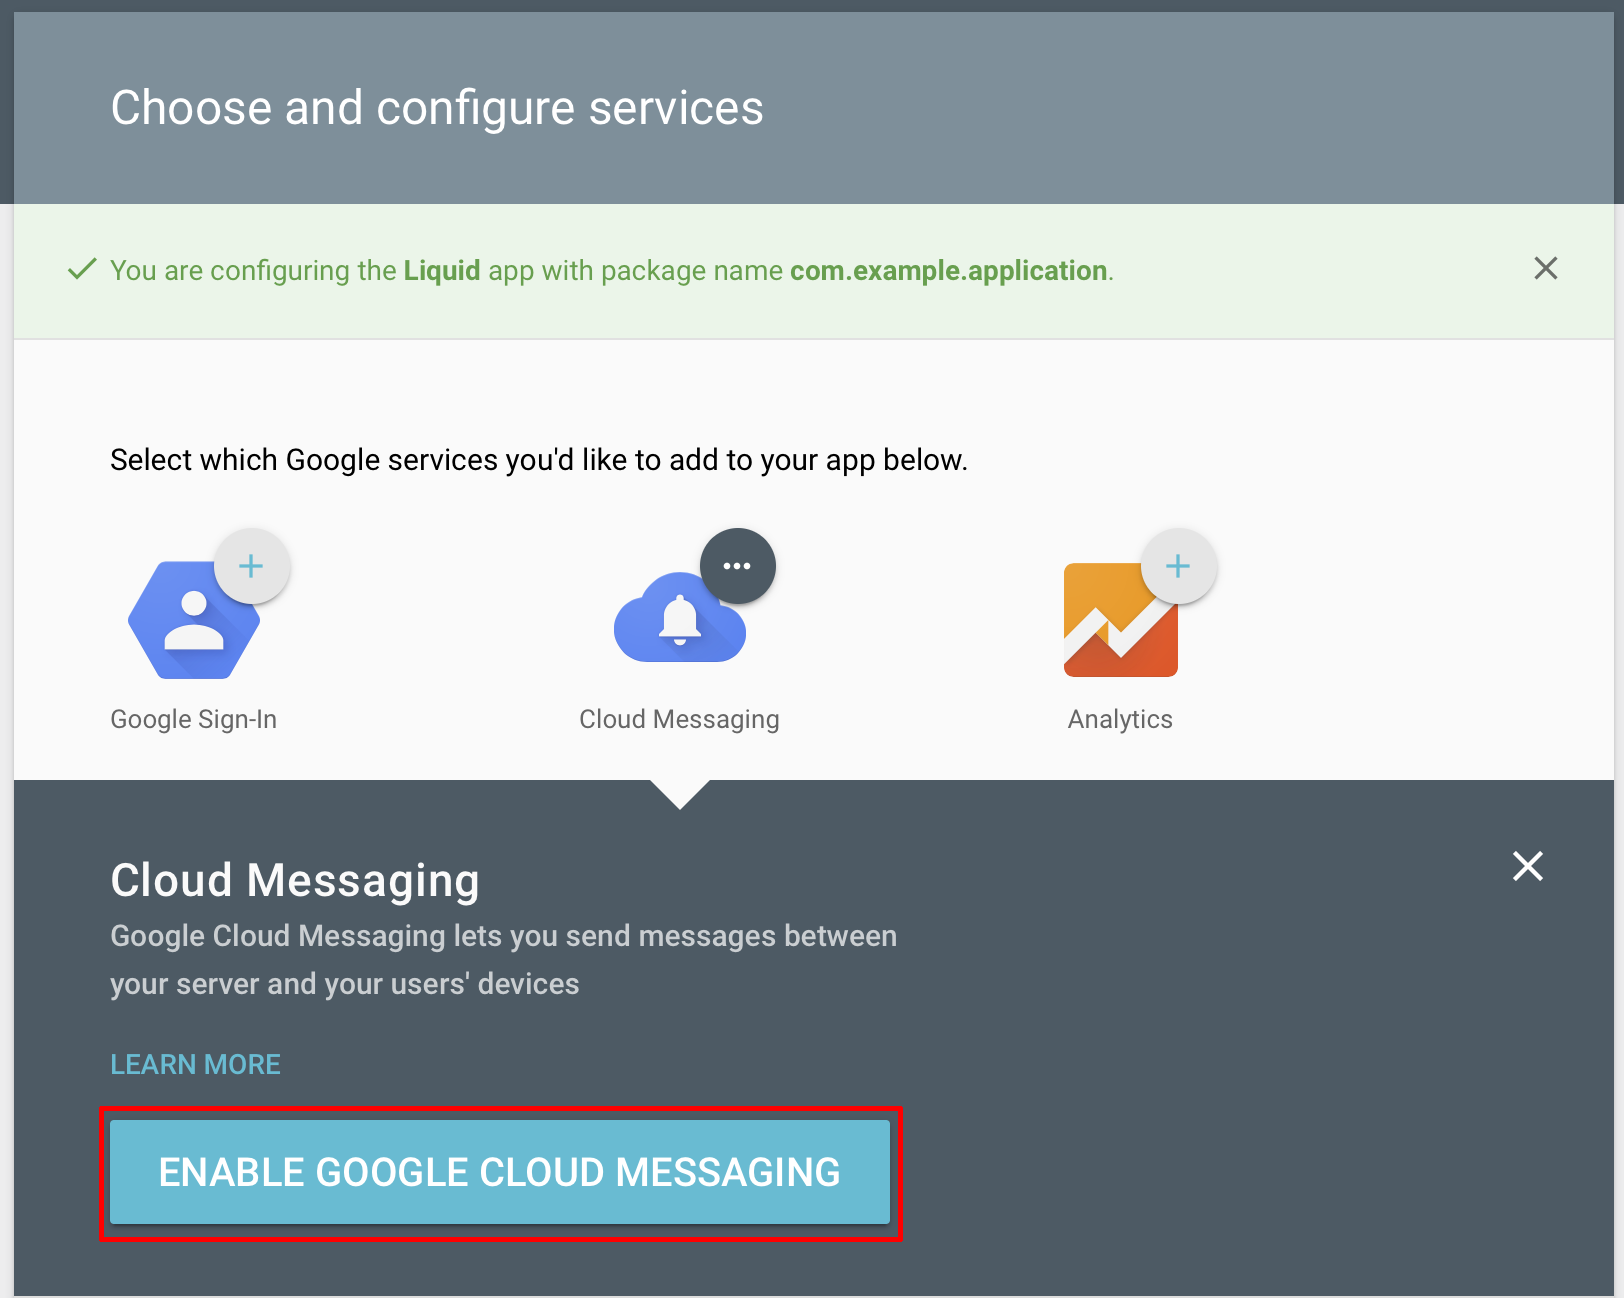 Choose and configure services
You are configuring the Liquid app with package name com.example.application.
Select which Google services you'd like to add to your app below.
Google Sign-In
Cloud Messaging
Analytics
Cloud Messaging
Google Cloud Messaging lets you send messages between
your server and your users' devices
LEARN MORE
ENABLE GOOGLE CLOUD MESSAGING